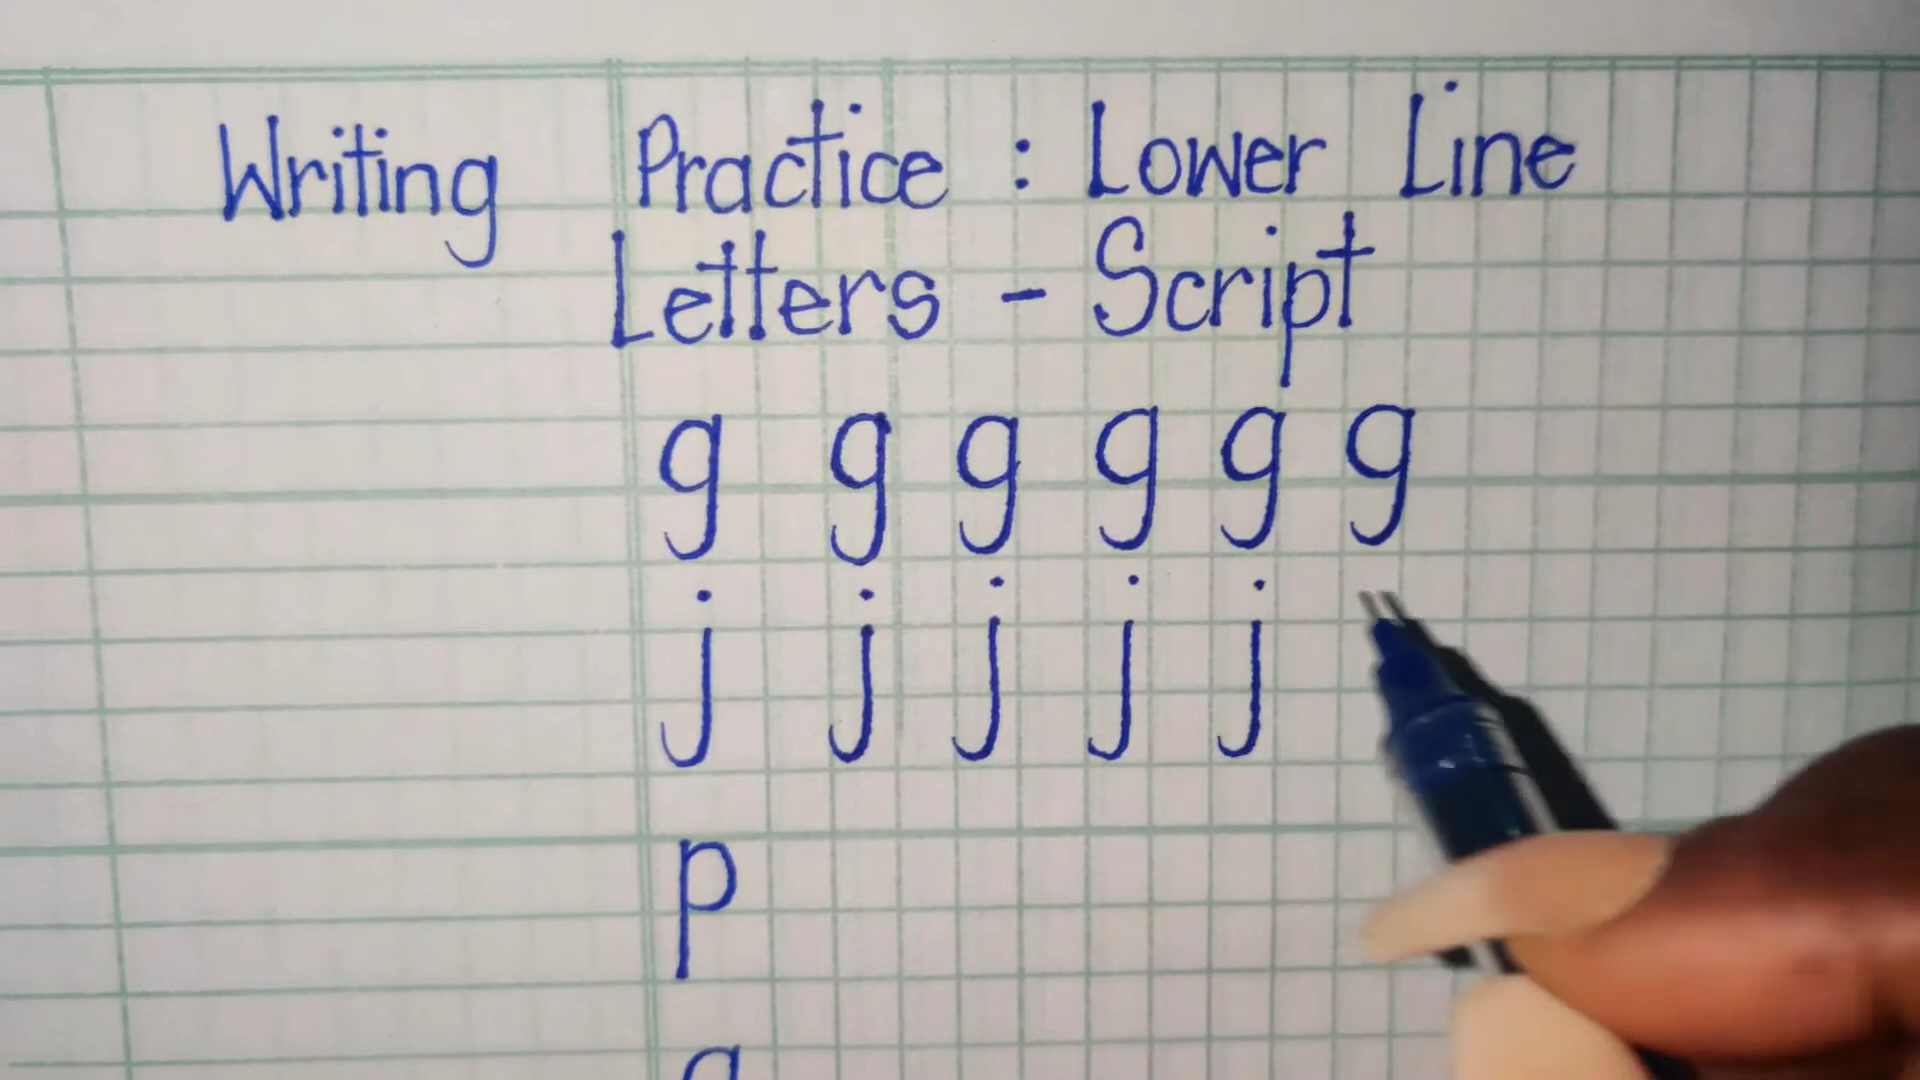 Writing Practice : Lower Line
Letters - Script
g g g g g g
j j j j j
p